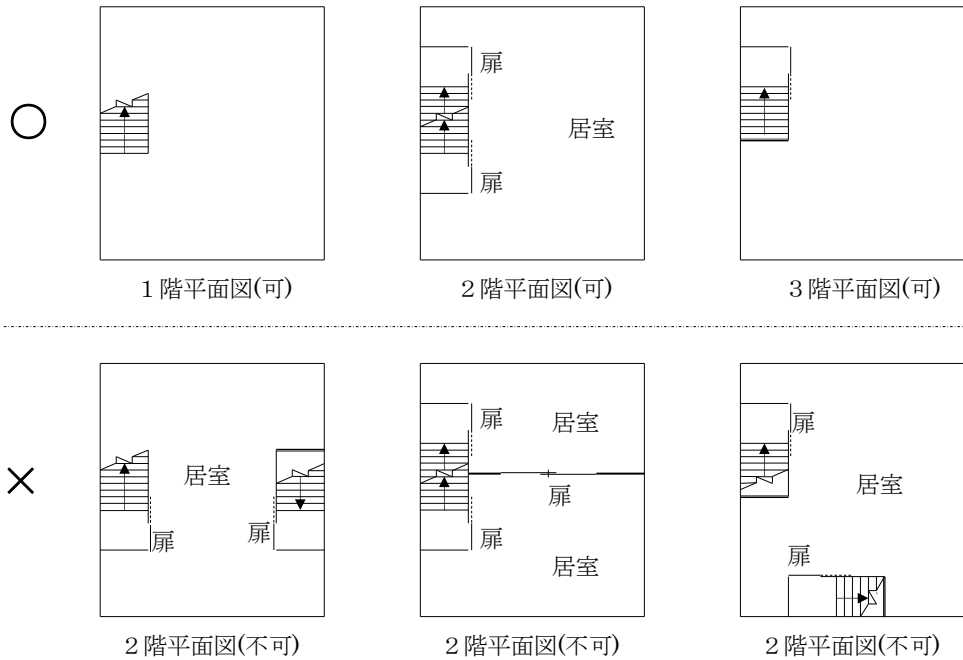 ○
扉
扉
居室
扉
１階平面図(可)
２階平面図(可)
３階平面図(可)
×
居室
扉
扉
扉
居室
扉
扉
居室
扉
居室
扉
２階平面図(不可)
２階平面図(不可)
２階平面図(不可)